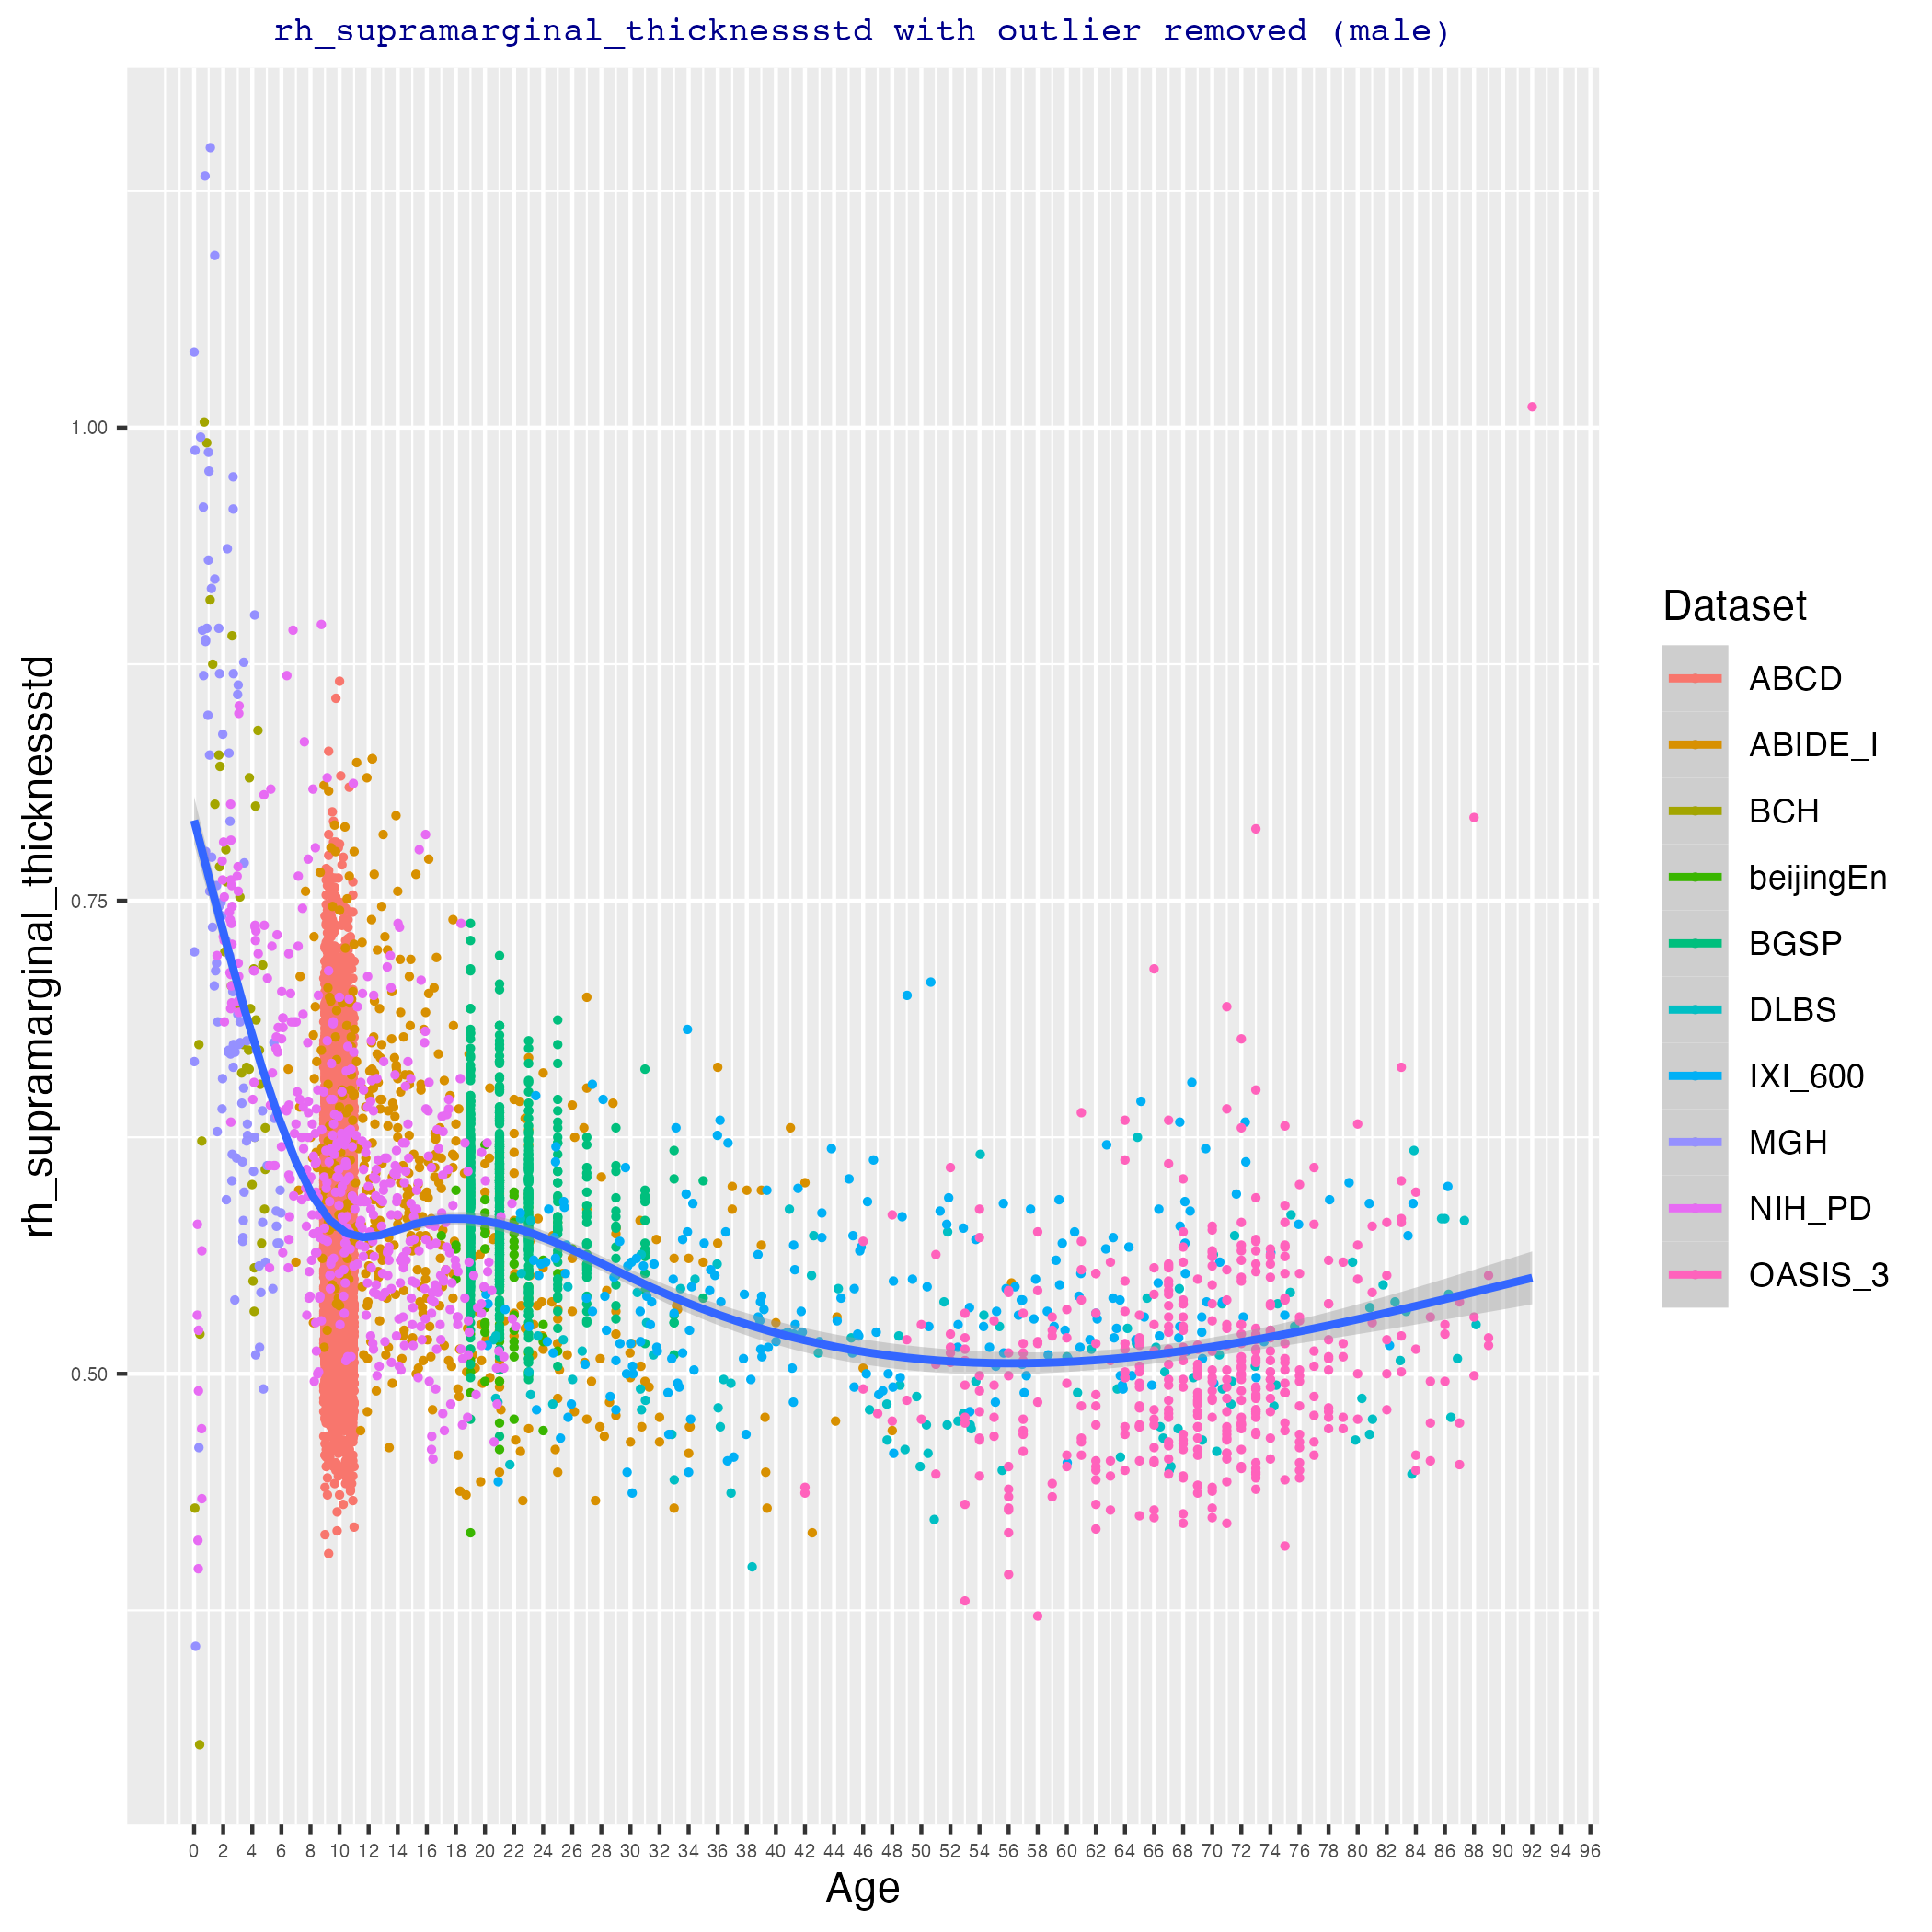 rh_supramarginal_thicknessstd with outlier removed (male)
rh_supramarginal_thicknessstd
1.00
0.75
0.50
0 2 4 6 8 10 12 14 16 18 20 22 24 26 28 30 32 34 36 38 40 42 44 46 48 50 52 54 56 58 60 62 64 66 68 70 72 74 76 78 80 82 84 86 88 90 92 94 96
Age
Dataset
ABCD
ABIDE_I
BCH
beijingEn
BGSP
DLBS
IXI_600
MGH
NIH_PD
OASIS_3